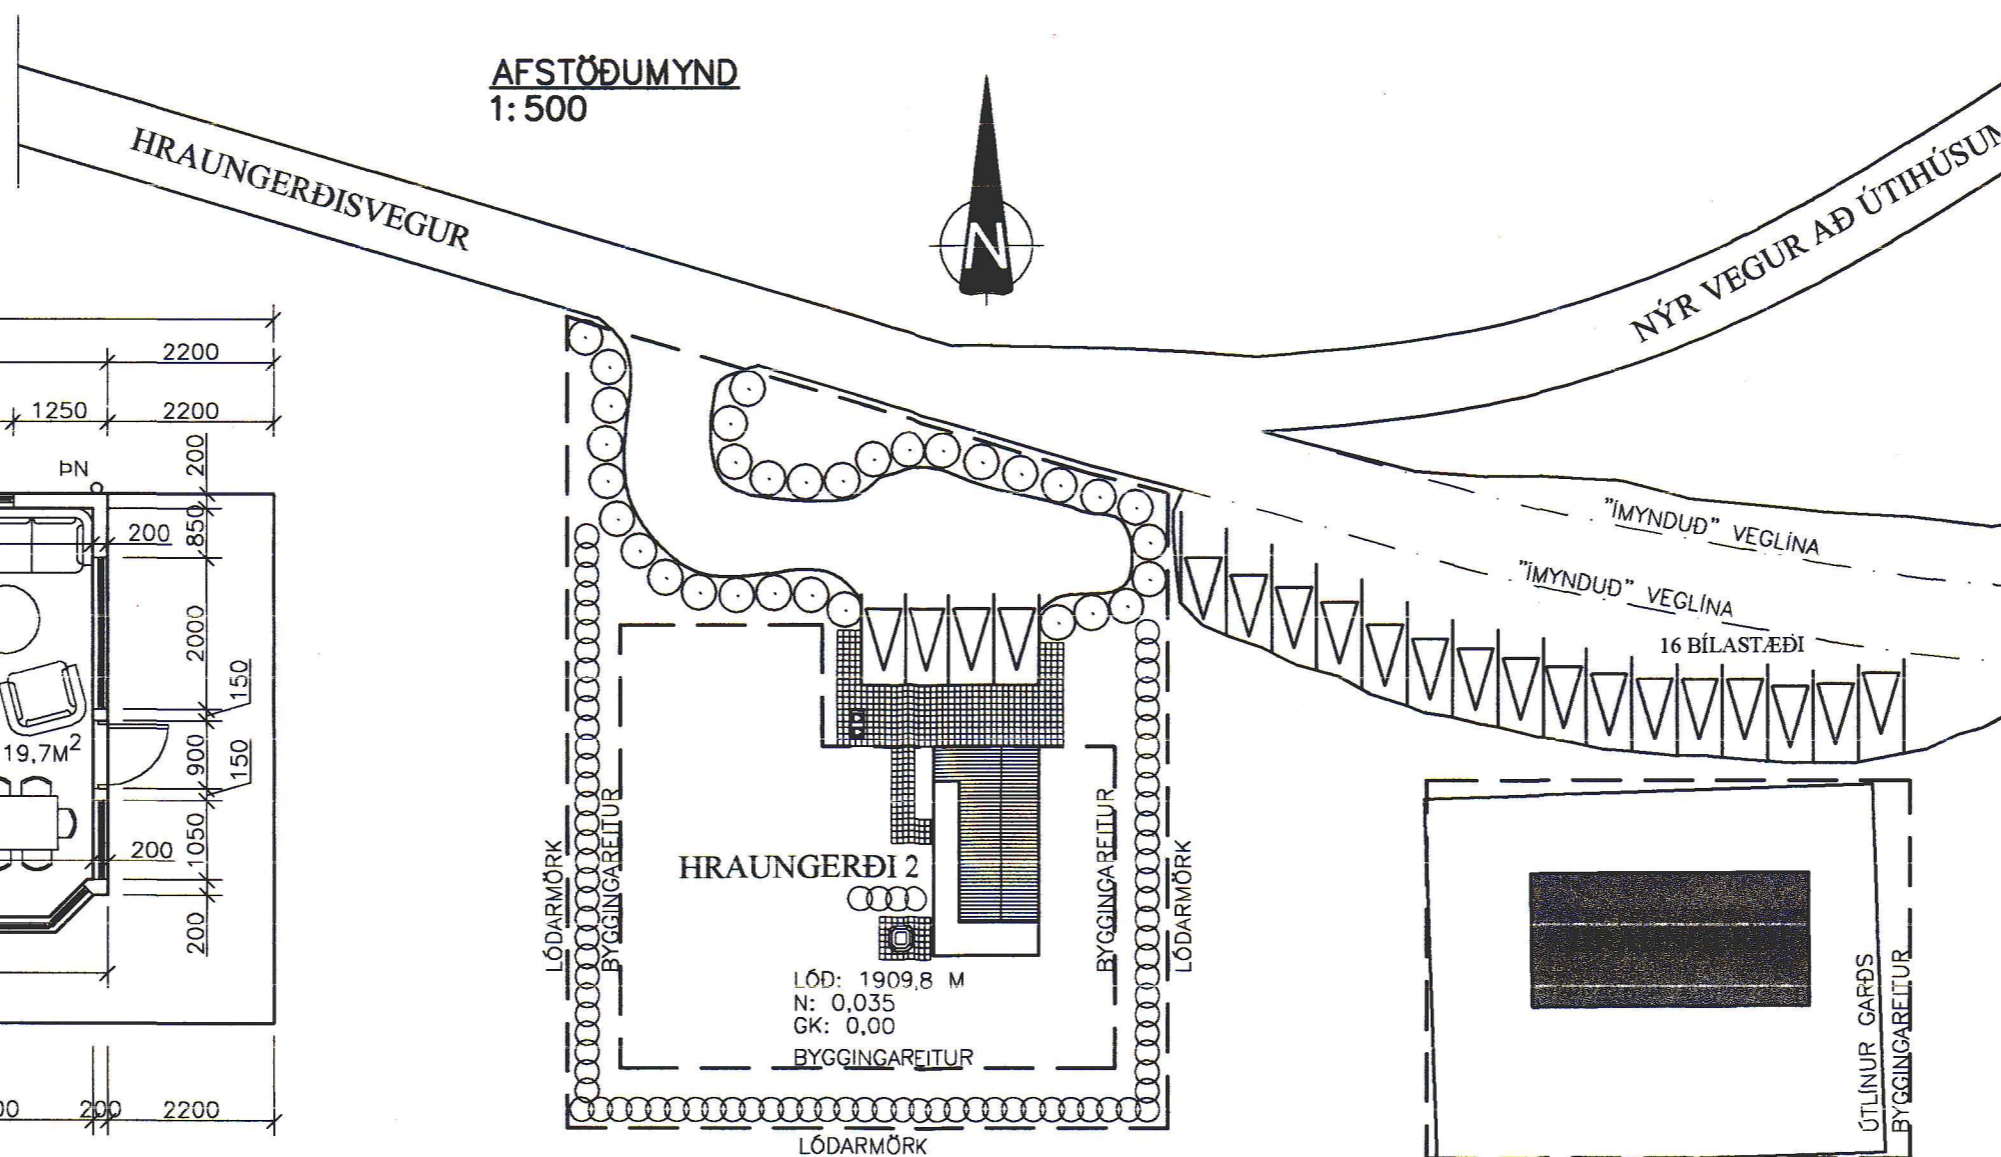 AFSTÖÐUMYND
1:500
HRAUNGERÐISVEGUR
N
NÝR VEGUR AÐ ÚTIHÚSUM
"ÍMYNDUÐ" VEGLÍNA
"ÍMYNDUÐ" VEGLÍNA
16 BÍLASTÆÐI
2200
1250
2200
ÞN
200
850
200
2000
150
19,7M²
900
150
1050
200
200
200
2200
LÓÐARMÖRK
BYGGINGAREITUR
HRAUNGERÐI 2
BYGGINGAREITUR
LÓÐARMÖRK
LÓÐ: 1909,8 M
N: 0,035
GK: 0,00
BYGGINGAREITUR
LÓÐARMÖRK
ÚTLÍNUR GARÐS
BYGGINGAREITUR